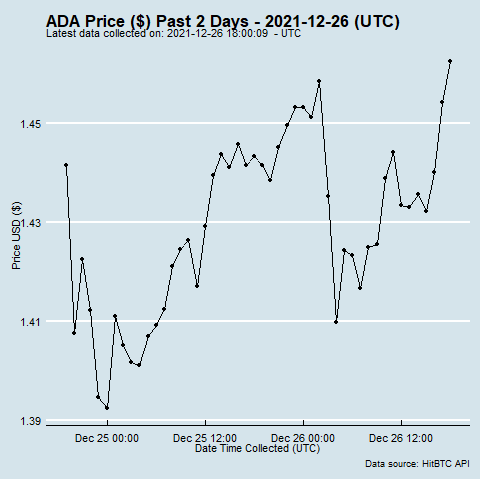 ADA Price ($) Past 2 Days - 2021-12-26 (UTC)
Latest data collected on: 2021-12-26 18:00:09 - UTC
Price USD ($)
1.45
1.43
1.41
1.39
Dec 25 00:00 Dec 25 12:00 Dec 26 00:00 Dec 26 12:00
Date Time Collected (UTC)
Data source: HitBTC API